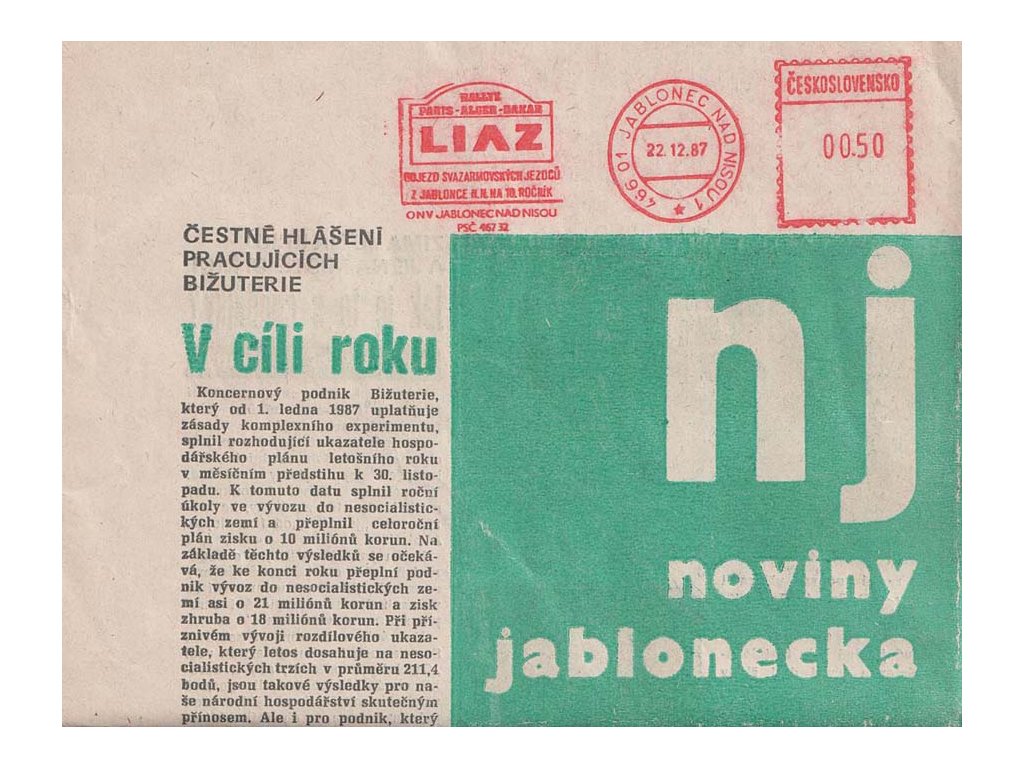 RALLYE
PARIS - ALGER - DAKAR
LIAZ
ODJEZD SVAZARMOVSKÝCH JEZDCŮ
Z JABLONCE N.N. NA 10. ROČNÍK
ONV JABLONEC NAD NISOU
PSČ 467 32
466 01 JABLONEC NAD NISOU 1
22.12.87
ČESKOSLOVENSKO
00.50
ČESTNÉ HLÁŠENÍ
PRACUJÍCÍCH
BIŽUTERIE
V cíli roku
Koncernový podnik Bižuterie,
který od 1. ledna 1987 uplatňuje
zásady komplexního experimentu,
splnil rozhodující ukazatele hospo-
dářského plánu letošního roku
v měsíčním předstihu k 30. listo-
padu. K tomuto datu splnil roční
úkoly ve vývozu do nesocialistic-
kých zemí a přeplnil celoroční
plán zisku o 10 miliónů korun. Na
základě těchto výsledků se očeká-
vá, že ke konci roku přeplní pod-
nik vývoz do nesocialistických ze-
mí asi o 21 miliónů korun a zisk
zhruba o 18 miliónů korun. Při pří-
znivém vývoji rozdílového ukaza-
tele, který letos dosahuje na neso-
cialistických trzích v průměru 211,4
bodů, jsou takové výsledky pro na-
še národní hospodářství skutečným
přínosem. Ale i pro podnik, který
nj
noviny
jablonecka